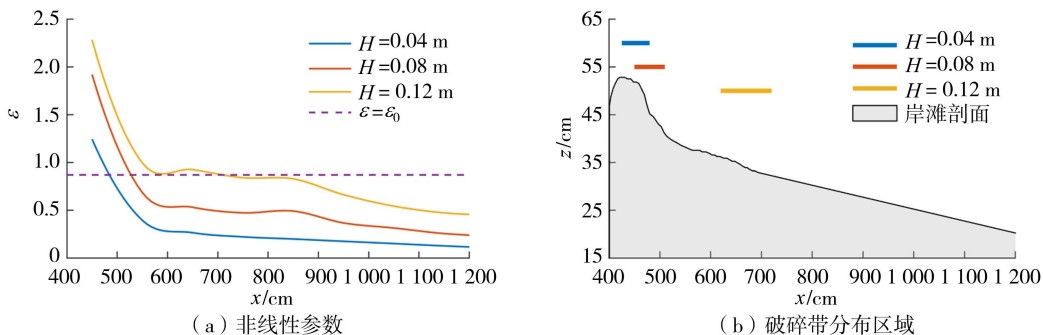 2.5
2.0
1.5
1.0
0.5
0
ε
H=0.04 m
H=0.08 m
H=0.12 m
ε=ε₀
400 500 600 700 800 900 1 000 1 100 1 200
x/cm
（a）非线性参数
65
55
45
35
25
15
z/cm
H=0.04 m
H=0.08 m
H= 0.12 m
岸滩剖面
400 500 600 700 800 900 1 000 1 100 1 200
x/cm
（b）破碎带分布区域